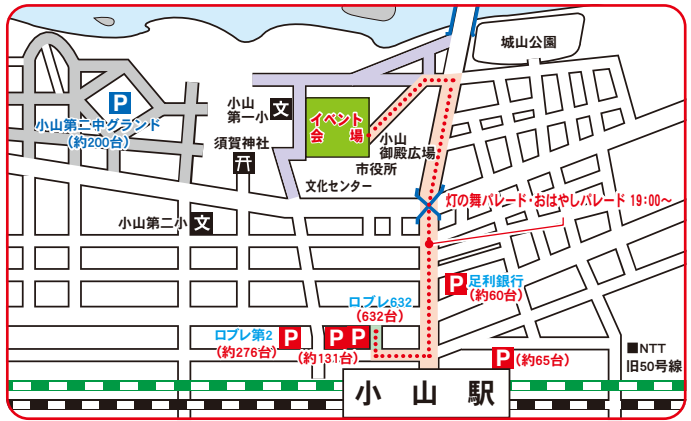 城山公園
P
小山第二中グランド
(約200台)
小山
第一小
文
イベント
会 場
小山
御殿広場
須賀神社
市役所
文化センター
灯の舞パレード・おはやしパレード 19:00〜
小山第二小
文
P
足利銀行
(約60台)
ロブレ632
(632台)
ロブレ第2
(約276台)
P
P
P
(約131台)
P
(約65台)
■NTT
旧50号線
小山駅